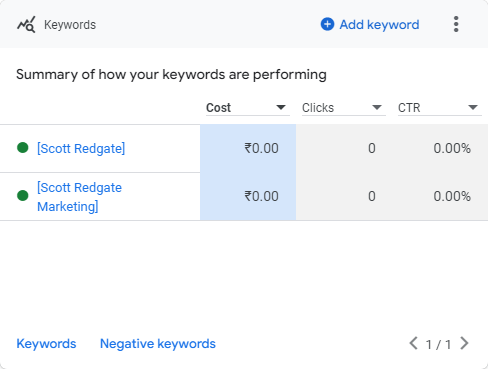 Keywords
Add keyword
Summary of how your keywords are performing
Cost Clicks CTR
[Scott Redgate] ₹0.00 0 0.00%
[Scott Redgate
Marketing] ₹0.00 0 0.00%
Keywords Negative keywords 1 / 1